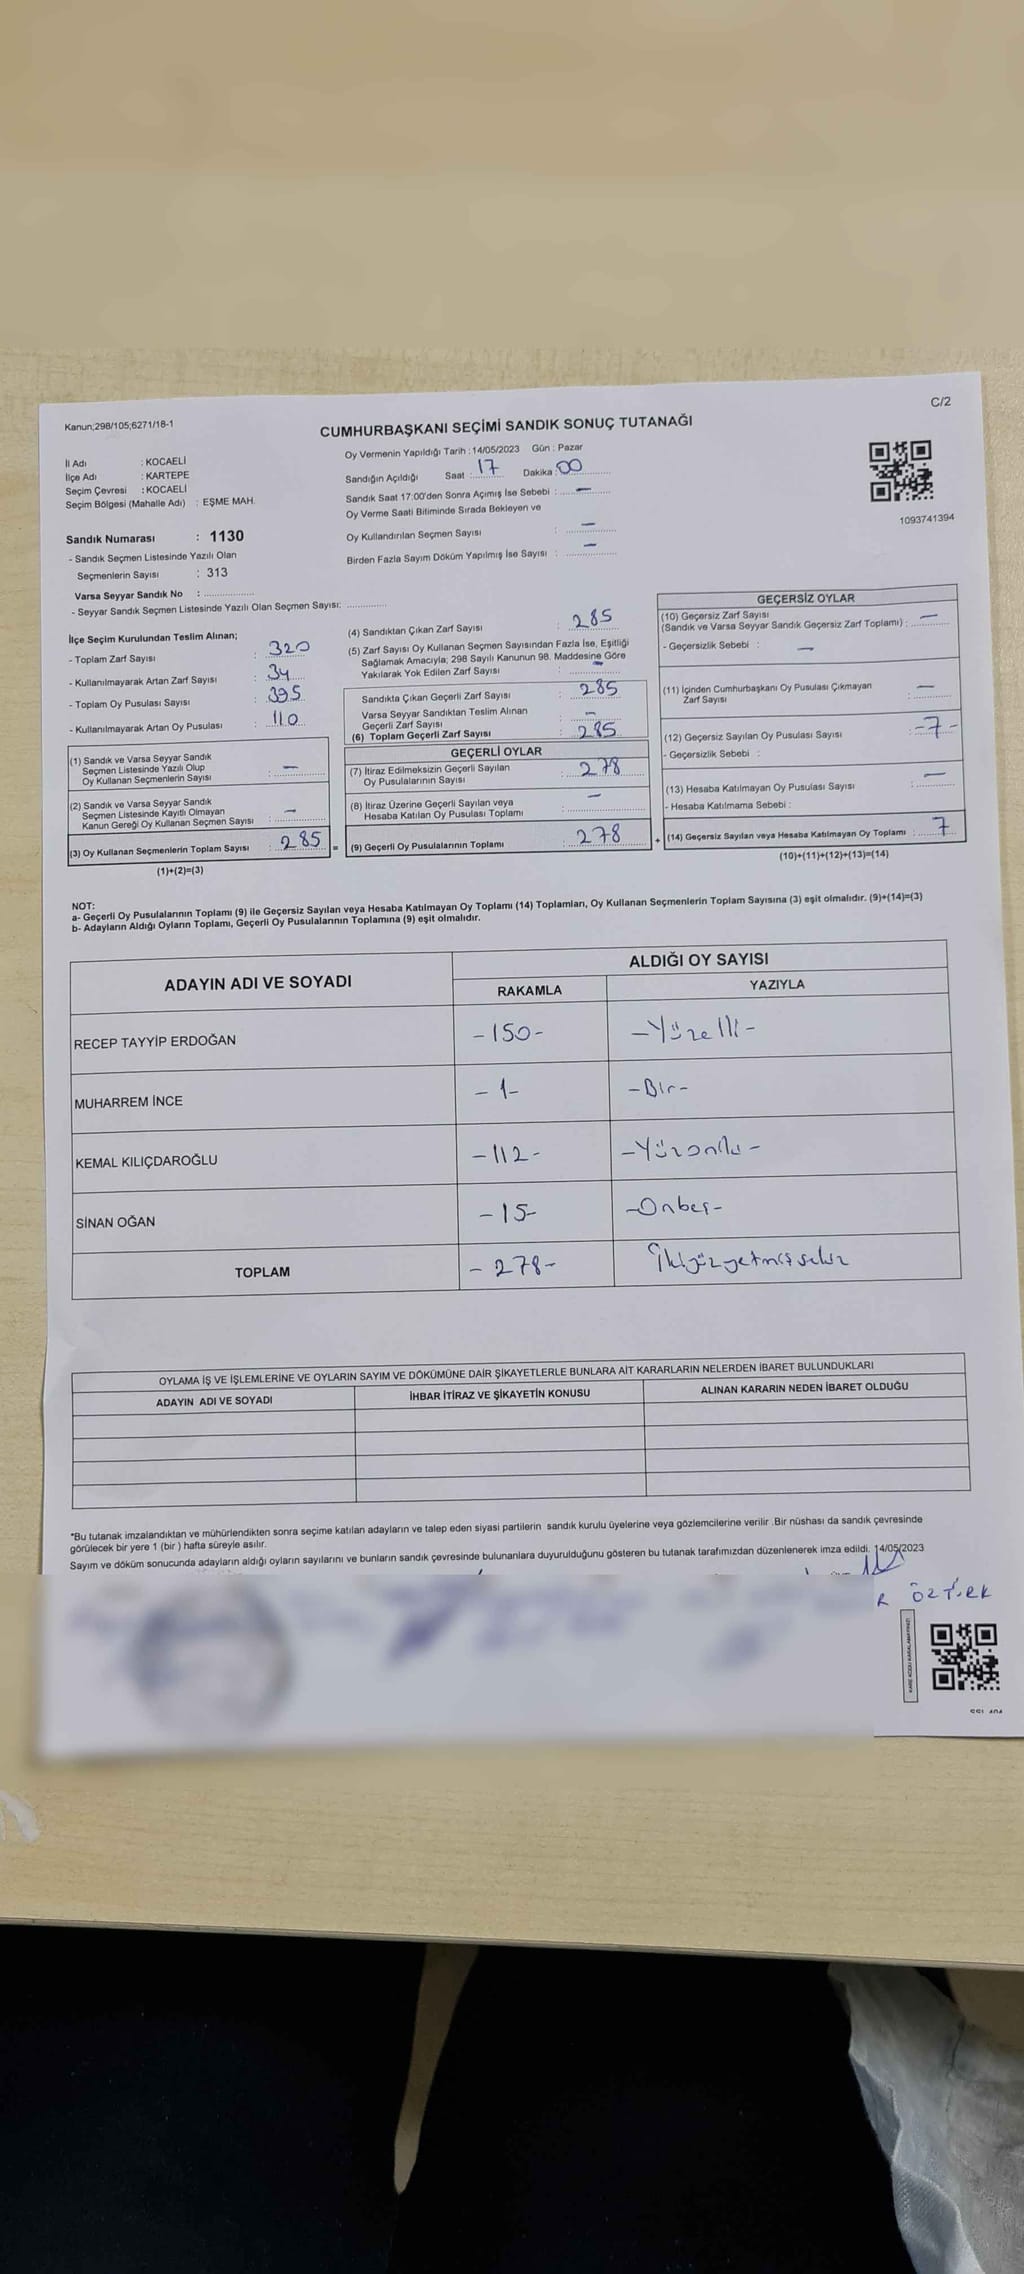 Kanun;298/105;6271/18-1
C/2
CUMHURBAŞKANI SEÇİMİ SANDIK SONUÇ TUTANAĞI
İl Adı : KOCAELİ
İlçe Adı : KARTEPE
Seçim Çevresi : KOCAELİ
Seçim Bölgesi (Mahalle Adı) : EŞME MAH.
Oy Vermenin Yapıldığı Tarih : 14/05/2023 Gün : Pazar
Sandığın Açıldığı Saat : 17 Dakika : 00
Sandık Saat 17:00'den Sonra Açımış İse Sebebi : —
Oy Verme Saati Bitiminde Sırada Bekleyen ve
Oy Kullandırılan Seçmen Sayısı : —
Birden Fazla Sayım Döküm Yapılmış İse Sayısı : —
1093741394
Sandık Numarası : 1130
- Sandık Seçmen Listesinde Yazılı Olan
Seçmenlerin Sayısı : 313
Varsa Seyyar Sandık No : ..................
- Seyyar Sandık Seçmen Listesinde Yazılı Olan Seçmen Sayısı: ..............
İlçe Seçim Kurulundan Teslim Alınan;
- Toplam Zarf Sayısı : 320
- Kullanılmayarak Artan Zarf Sayısı : 34
- Toplam Oy Pusulası Sayısı : 395
- Kullanılmayarak Artan Oy Pusulası : 110
(1) Sandık ve Varsa Seyyar Sandık
Seçmen Listesinde Yazılı Olup
Oy Kullanan Seçmenlerin Sayısı : —
(2) Sandık ve Varsa Seyyar Sandık
Seçmen Listesinde Kayıtlı Olmayan
Kanun Gereği Oy Kullanan Seçmen Sayısı : —
(3) Oy Kullanan Seçmenlerin Toplam Sayısı : 285 =
(1)+(2)=(3)
(4) Sandıktan Çıkan Zarf Sayısı : 285
(5) Zarf Sayısı Oy Kullanan Seçmen Sayısından Fazla İse, Eşitliği
Sağlamak Amacıyla; 298 Sayılı Kanunun 98. Maddesine Göre
Yakılarak Yok Edilen Zarf Sayısı : —
Sandıkta Çıkan Geçerli Zarf Sayısı : 285
Varsa Seyyar Sandıktan Teslim Alınan
Geçerli Zarf Sayısı : —
(6) Toplam Geçerli Zarf Sayısı : 285
GEÇERLİ OYLAR
(7) İtiraz Edilmeksizin Geçerli Sayılan
Oy Pusulalarının Sayısı : 278
(8) İtiraz Üzerine Geçerli Sayılan veya
Hesaba Katılan Oy Pusulası Toplamı : —
(9) Geçerli Oy Pusulalarının Toplamı : 278 +
GEÇERSİZ OYLAR
(10) Geçersiz Zarf Sayısı
(Sandık ve Varsa Seyyar Sandık Geçersiz Zarf Toplamı) : —
- Geçersizlik Sebebi : —
(11) İçinden Cumhurbaşkanı Oy Pusulası Çıkmayan
Zarf Sayısı : —
(12) Geçersiz Sayılan Oy Pusulası Sayısı : -7-
- Geçersizlik Sebebi :
(13) Hesaba Katılmayan Oy Pusulası Sayısı : —
- Hesaba Katılmama Sebebi :
(14) Geçersiz Sayılan veya Hesaba Katılmayan Oy Toplamı : 7
(10)+(11)+(12)+(13)=(14)
NOT:
a- Geçerli Oy Pusulalarının Toplamı (9) ile Geçersiz Sayılan veya Hesaba Katılmayan Oy Toplamı (14) Toplamları, Oy Kullanan Seçmenlerin Toplam Sayısına (3) eşit olmalıdır. (9)+(14)=(3)
b- Adayların Aldığı Oyların Toplamı, Geçerli Oy Pusulalarının Toplamına (9) eşit olmalıdır.
ADAYIN ADI VE SOYADI
ALDIĞI OY SAYISI
RAKAMLA YAZIYLA
RECEP TAYYİP ERDOĞAN -150- -Yüzelli-
MUHARREM İNCE -1- -Bir-
KEMAL KILIÇDAROĞLU -112- -Yüzoniki-
SİNAN OĞAN -15- -Onbeş-
TOPLAM -278- İkiyüzyetmişsekiz
OYLAMA İŞ VE İŞLEMLERİNE VE OYLARIN SAYIM VE DÖKÜMÜNE DAİR ŞİKAYETLERLE BUNLARA AİT KARARLARIN NELERDEN İBARET BULUNDUKLARI
ADAYIN ADI VE SOYADI İHBAR İTİRAZ VE ŞİKAYETİN KONUSU ALINAN KARARIN NEDEN İBARET OLDUĞU
*Bu tutanak imzalandıktan ve mühürlendikten sonra seçime katılan adayların ve talep eden siyasi partilerin sandık kurulu üyelerine veya gözlemcilerine verilir .Bir nüshası da sandık çevresinde
görülecek bir yere 1 (bir ) hafta süreyle asılır.
Sayım ve döküm sonucunda adayların aldığı oyların sayılarını ve bunların sandık çevresinde bulunanlara duyurulduğunu gösteren bu tutanak tarafımızdan düzenlenerek imza edildi. 14/05/2023
R ÖZTÜRK